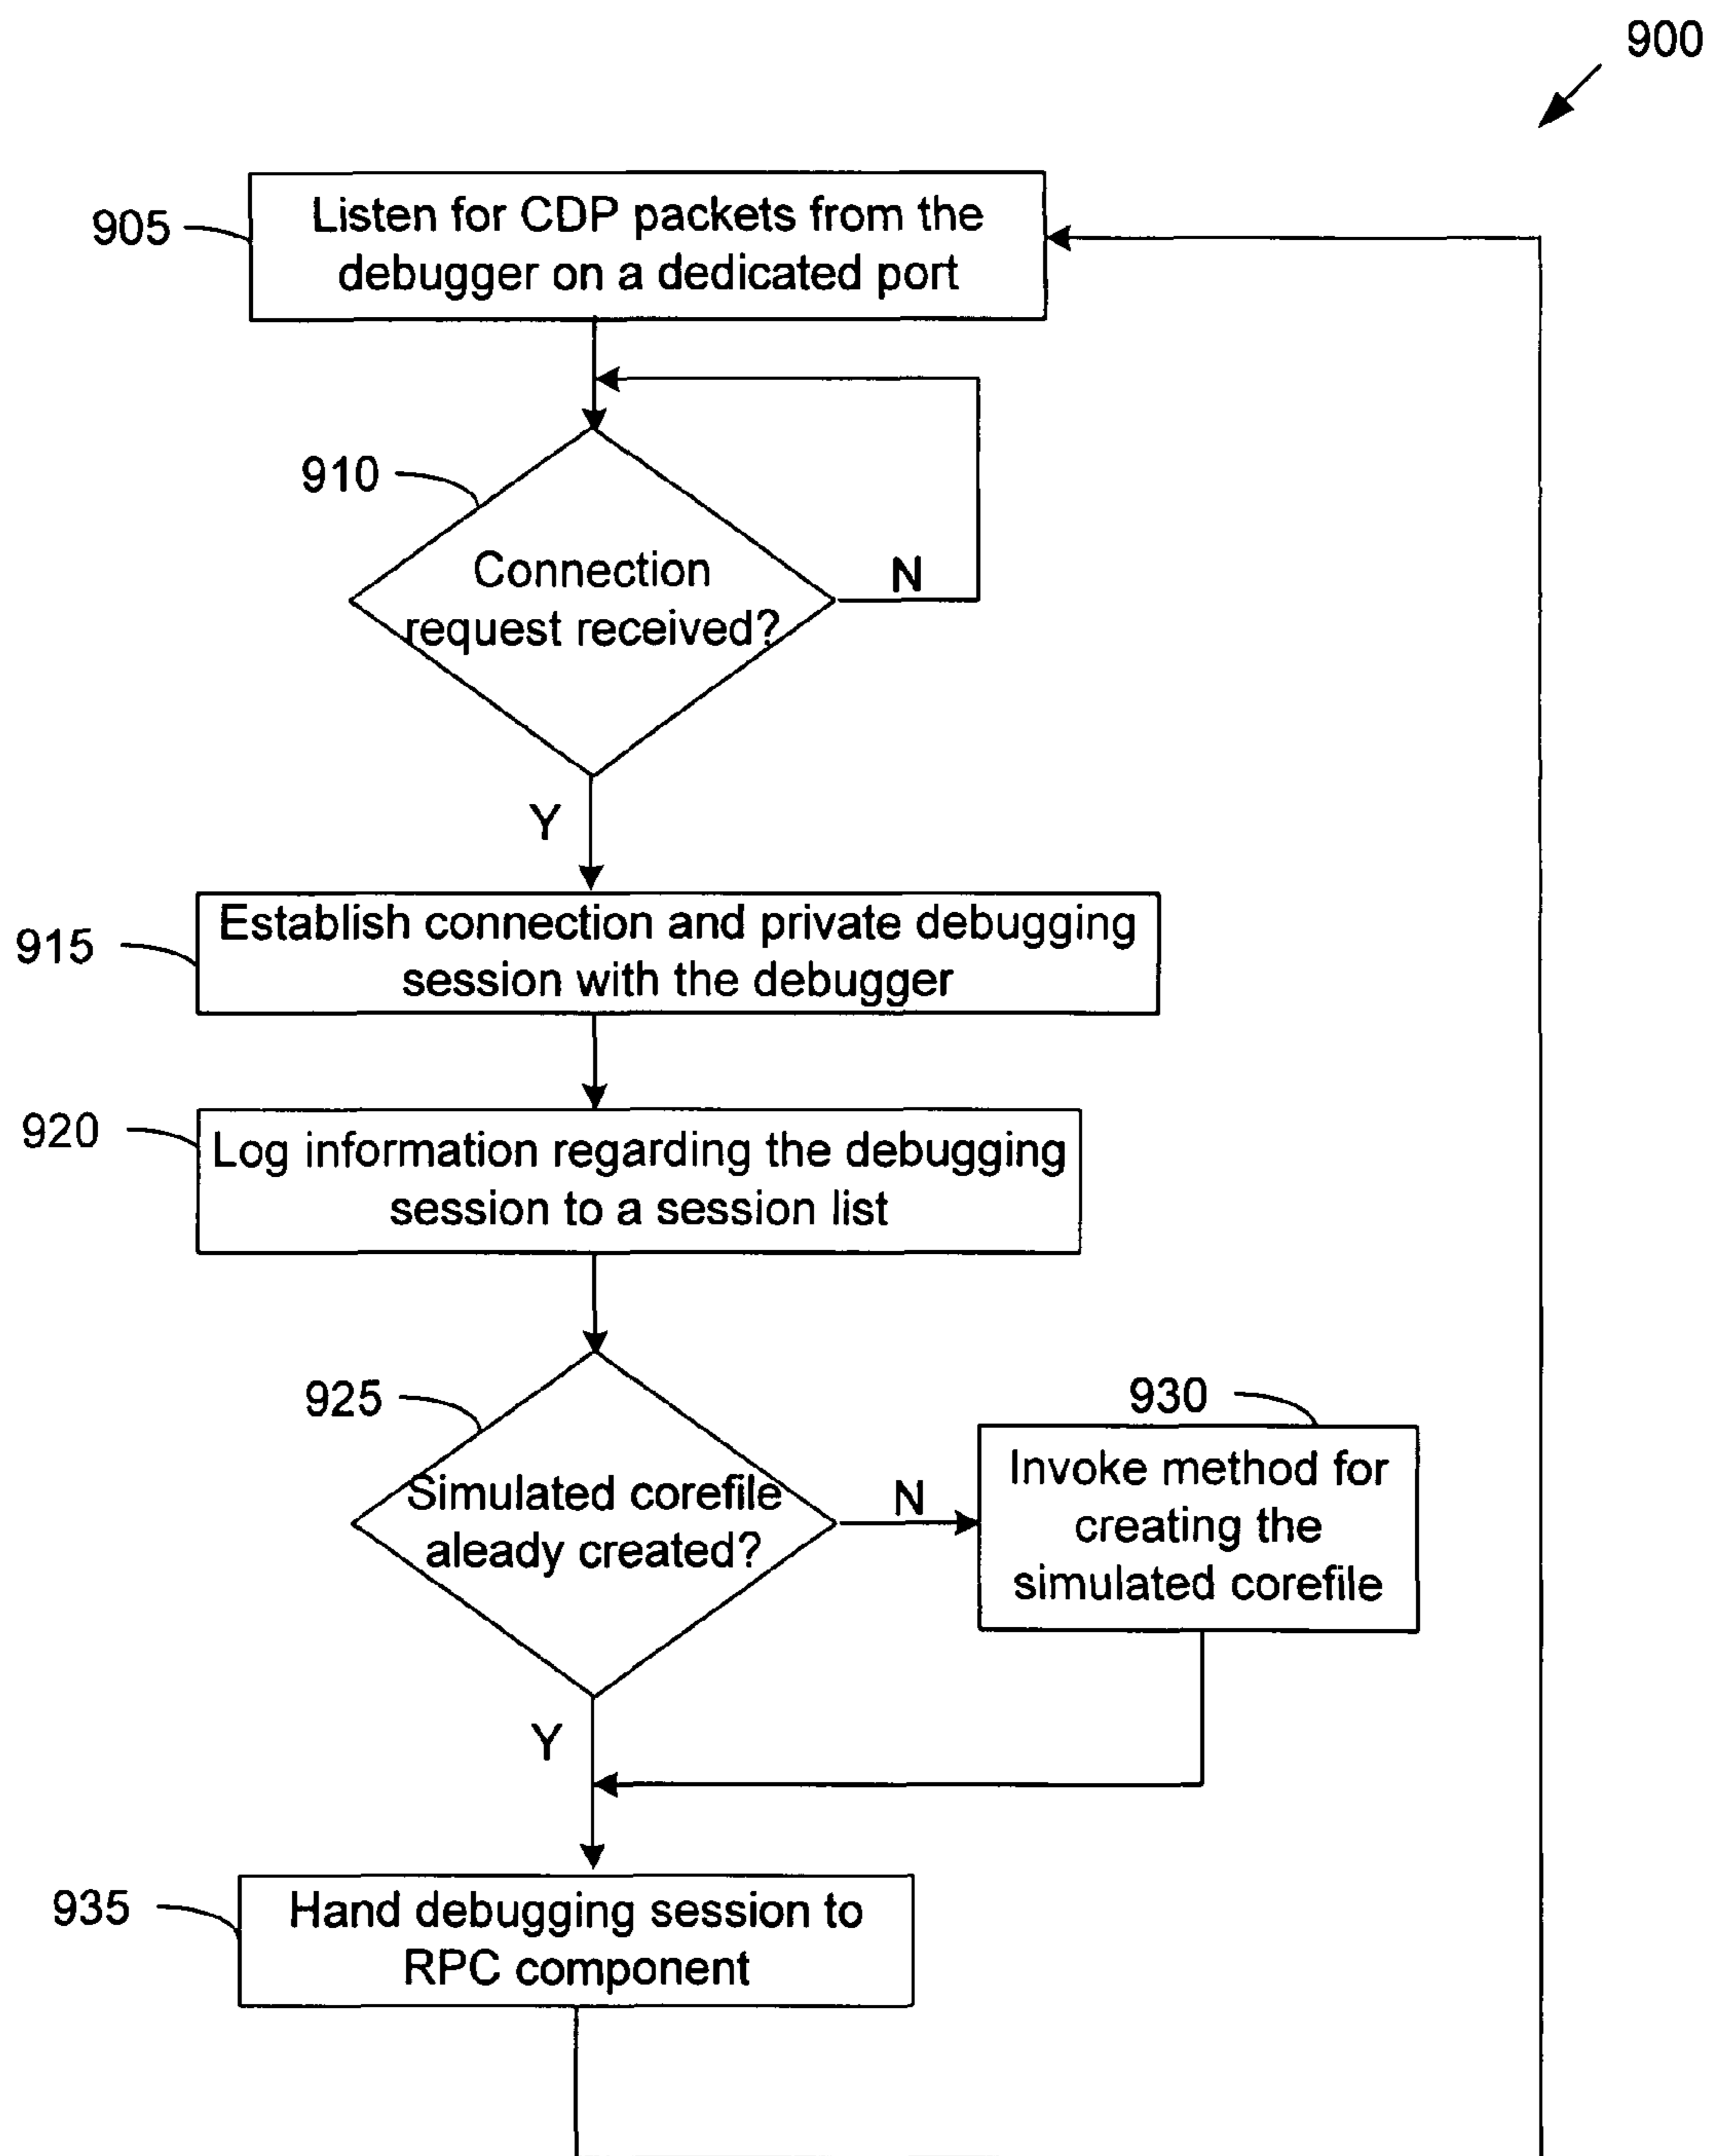 900
905
Listen for CDP packets from the
debugger on a dedicated port
910
Connection
request received?
N
Y
915
Establish connection and private debugging
session with the debugger
920
Log information regarding the debugging
session to a session list
925
Simulated corefile
aleady created?
N
930
Invoke method for
creating the
simulated corefile
Y
935
Hand debugging session to
RPC component